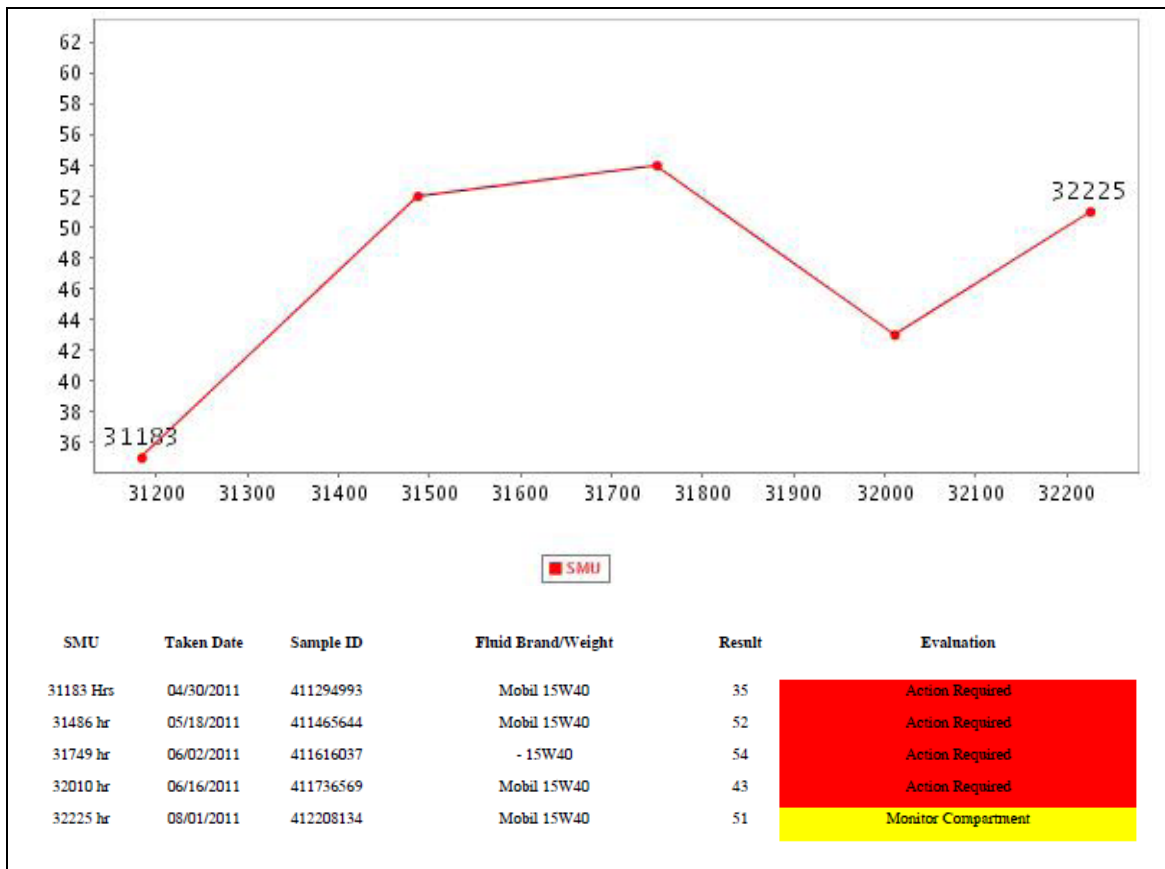 62
60
58
56
54
52
50
48
46
44
42
40
38
36
32225
31183
31200 31300 31400 31500 31600 31700 31800 31900 32000 32100 32200
SMU
SMU Taken Date Sample ID Fluid Brand/Weight Result Evaluation
31183 Hrs 04/30/2011 411294993 Mobil 15W40 35 Action Required
31486 hr 05/18/2011 411465644 Mobil 15W40 52 Action Required
31749 hr 06/02/2011 411616037 - 15W40 54 Action Required
32010 hr 06/16/2011 411736569 Mobil 15W40 43 Action Required
32225 hr 08/01/2011 412208134 Mobil 15W40 51 Monitor Compartment